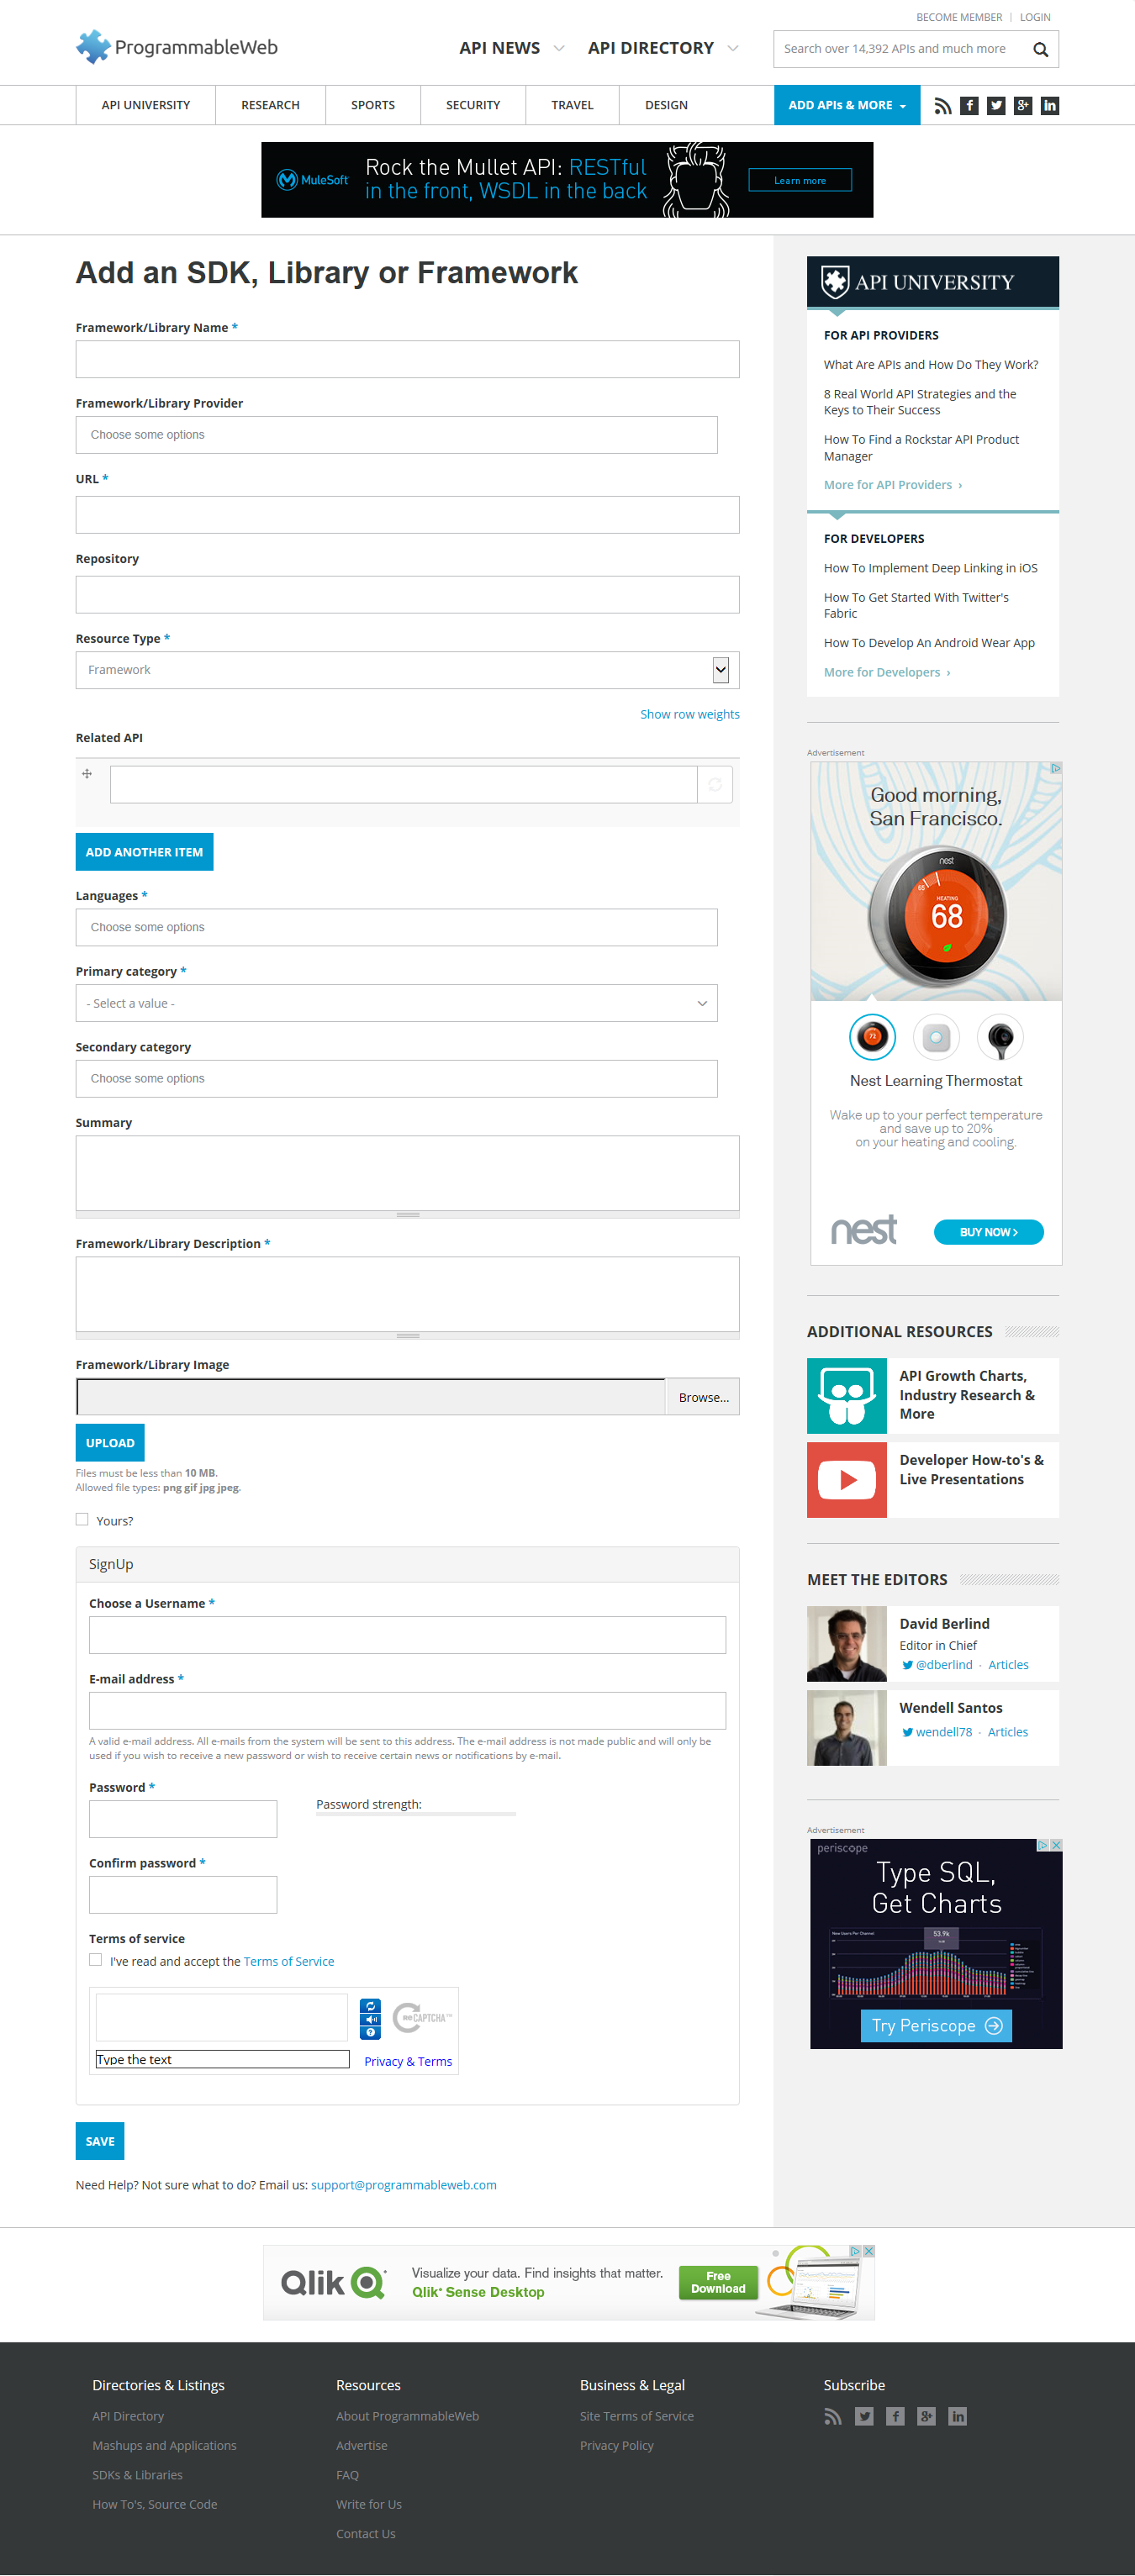 BECOME MEMBER | LOGIN
ProgrammableWeb
API NEWS
API DIRECTORY
Search over 14,392 APIs and much more
API UNIVERSITY
RESEARCH
SPORTS
SECURITY
TRAVEL
DESIGN
ADD APIs & MORE
MuleSoft
Rock the Mullet API: RESTful
in the front, WSDL in the back
Learn more
Add an SDK, Library or Framework
Framework/Library Name *
Framework/Library Provider
Choose some options
URL *
Repository
Resource Type *
Framework
Show row weights
Related API
ADD ANOTHER ITEM
Languages *
Choose some options
Primary category *
- Select a value -
Secondary category
Choose some options
Summary
Framework/Library Description *
Framework/Library Image
Browse...
UPLOAD
Files must be less than 10 MB.
Allowed file types: png gif jpg jpeg.
Yours?
SignUp
Choose a Username *
E-mail address *
A valid e-mail address. All e-mails from the system will be sent to this address. The e-mail address is not made public and will only be
used if you wish to receive a new password or wish to receive certain news or notifications by e-mail.
Password *
Password strength:
Confirm password *
Terms of service
I've read and accept the Terms of Service
reCAPTCHA™
Type the text
Privacy & Terms
SAVE
Need Help? Not sure what to do? Email us: support@programmableweb.com
API UNIVERSITY
FOR API PROVIDERS
What Are APIs and How Do They Work?
8 Real World API Strategies and the
Keys to Their Success
How To Find a Rockstar API Product
Manager
More for API Providers ›
FOR DEVELOPERS
How To Implement Deep Linking in iOS
How To Get Started With Twitter's
Fabric
How To Develop An Android Wear App
More for Developers ›
Advertisement
Good morning,
San Francisco.
nest
HEATING
68
Nest Learning Thermostat
Wake up to your perfect temperature
and save up to 20%
on your heating and cooling.
nest
BUY NOW >
ADDITIONAL RESOURCES
API Growth Charts,
Industry Research &
More
Developer How-to's &
Live Presentations
MEET THE EDITORS
David Berlind
Editor in Chief
@dberlind · Articles
Wendell Santos
wendell78 · Articles
Advertisement
periscope
Type SQL,
Get Charts
New Users Per Channel
53.9k
Try Periscope
Qlik
Visualize your data. Find insights that matter.
Qlik® Sense Desktop
Free
Download
Directories & Listings
API Directory
Mashups and Applications
SDKs & Libraries
How To's, Source Code
Resources
About ProgrammableWeb
Advertise
FAQ
Write for Us
Contact Us
Business & Legal
Site Terms of Service
Privacy Policy
Subscribe